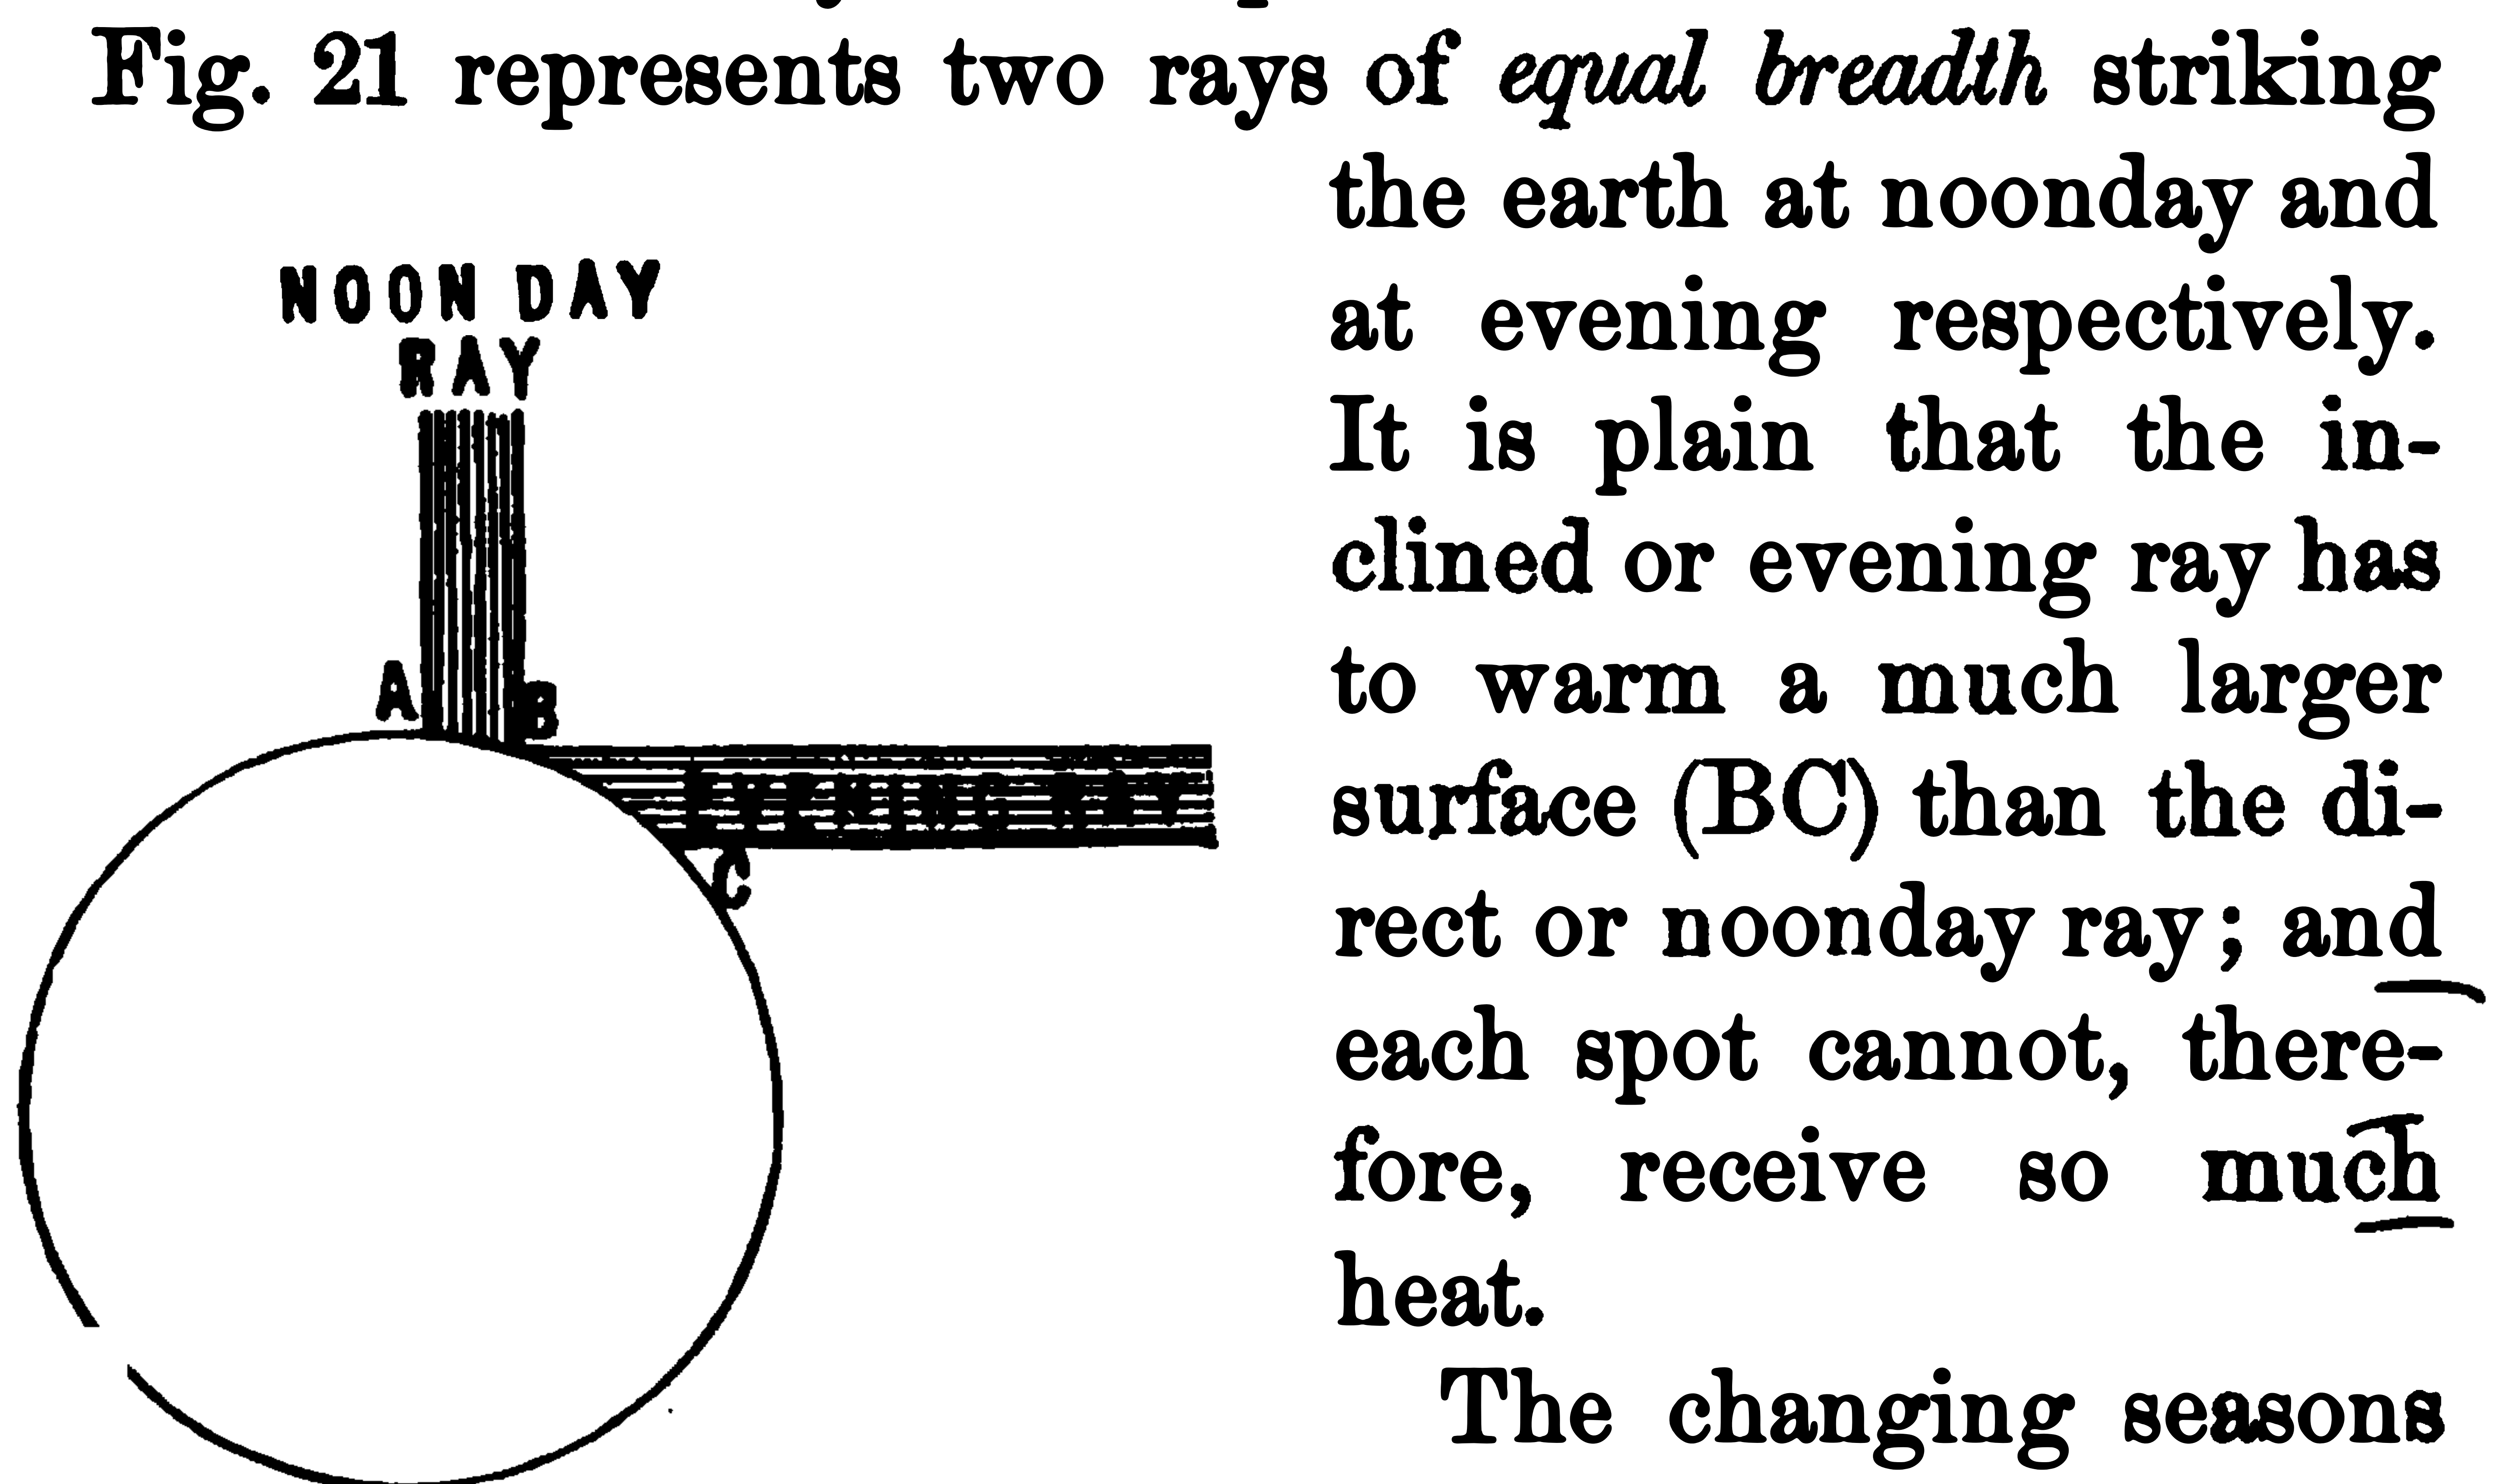 Fig. 21 represents two rays of equal breadth striking
the earth at noonday and
at evening respectively.
It is plain that the in-
clined or evening ray has
to warm a much larger
surface (BC) than the di-
rect or noonday ray; and
each spot cannot, there-
fore, receive so much
heat.
The changing seasons
NOON DAY
RAY
A
B
EVENING RAY
C